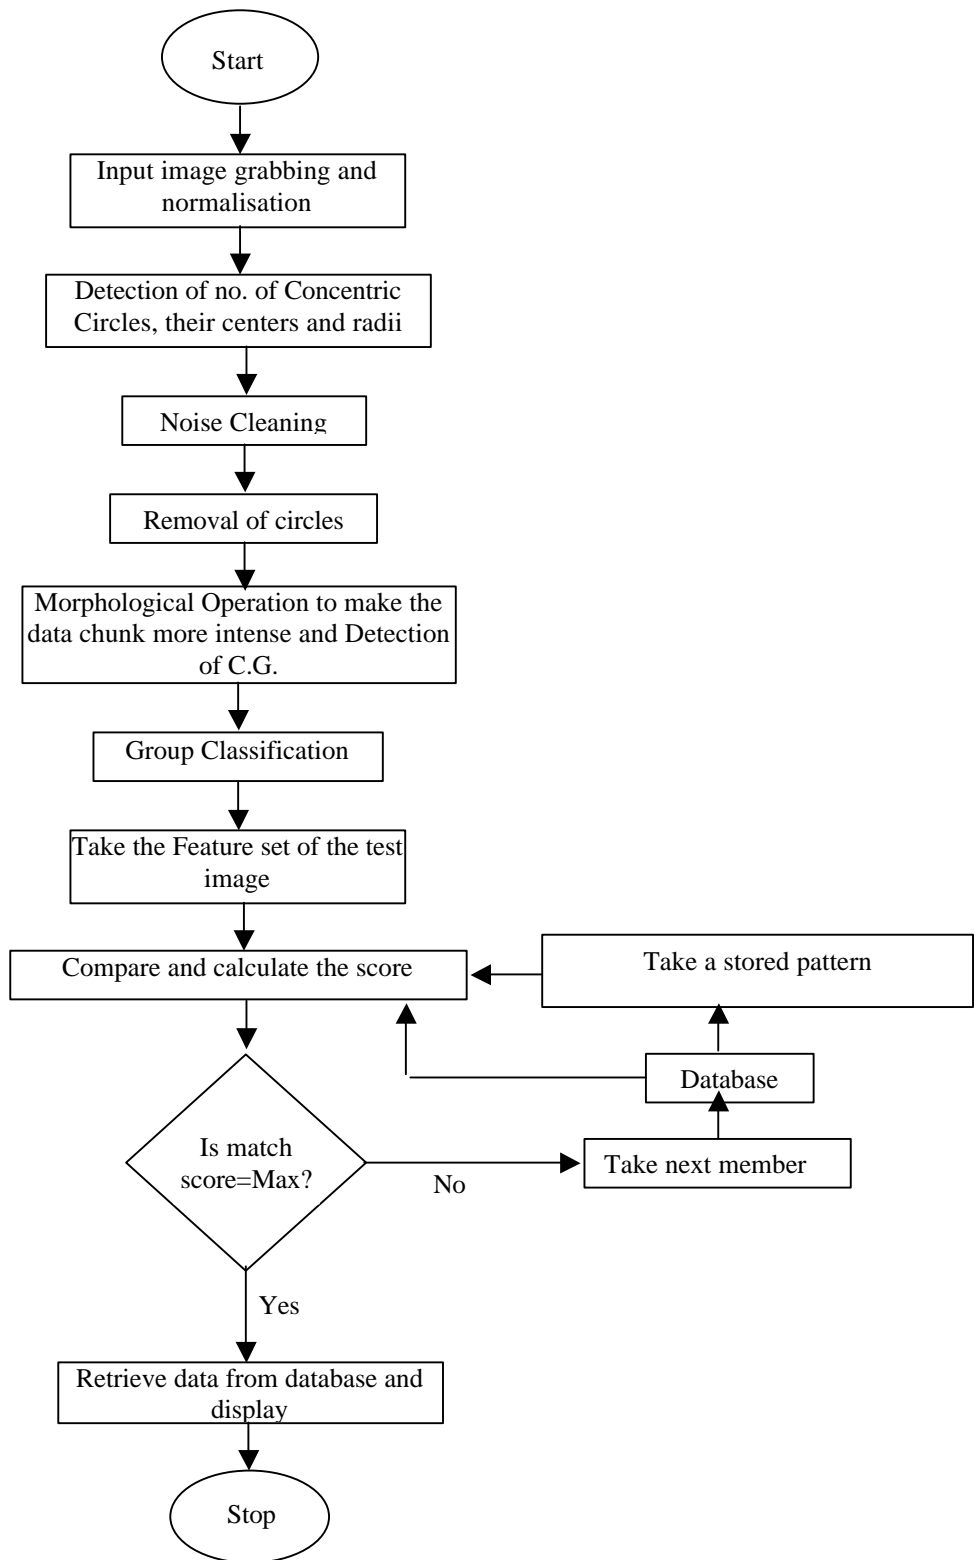 Start
Input image grabbing and
normalisation
Detection of no. of Concentric
Circles, their centers and radii
Noise Cleaning
Removal of circles
Morphological Operation to make the
data chunk more intense and Detection
of C.G.
Group Classification
Take the Feature set of the test
image
Compare and calculate the score
Take a stored pattern
Database
Is match
score=Max?
No
Take next member
Yes
Retrieve data from database and
display
Stop